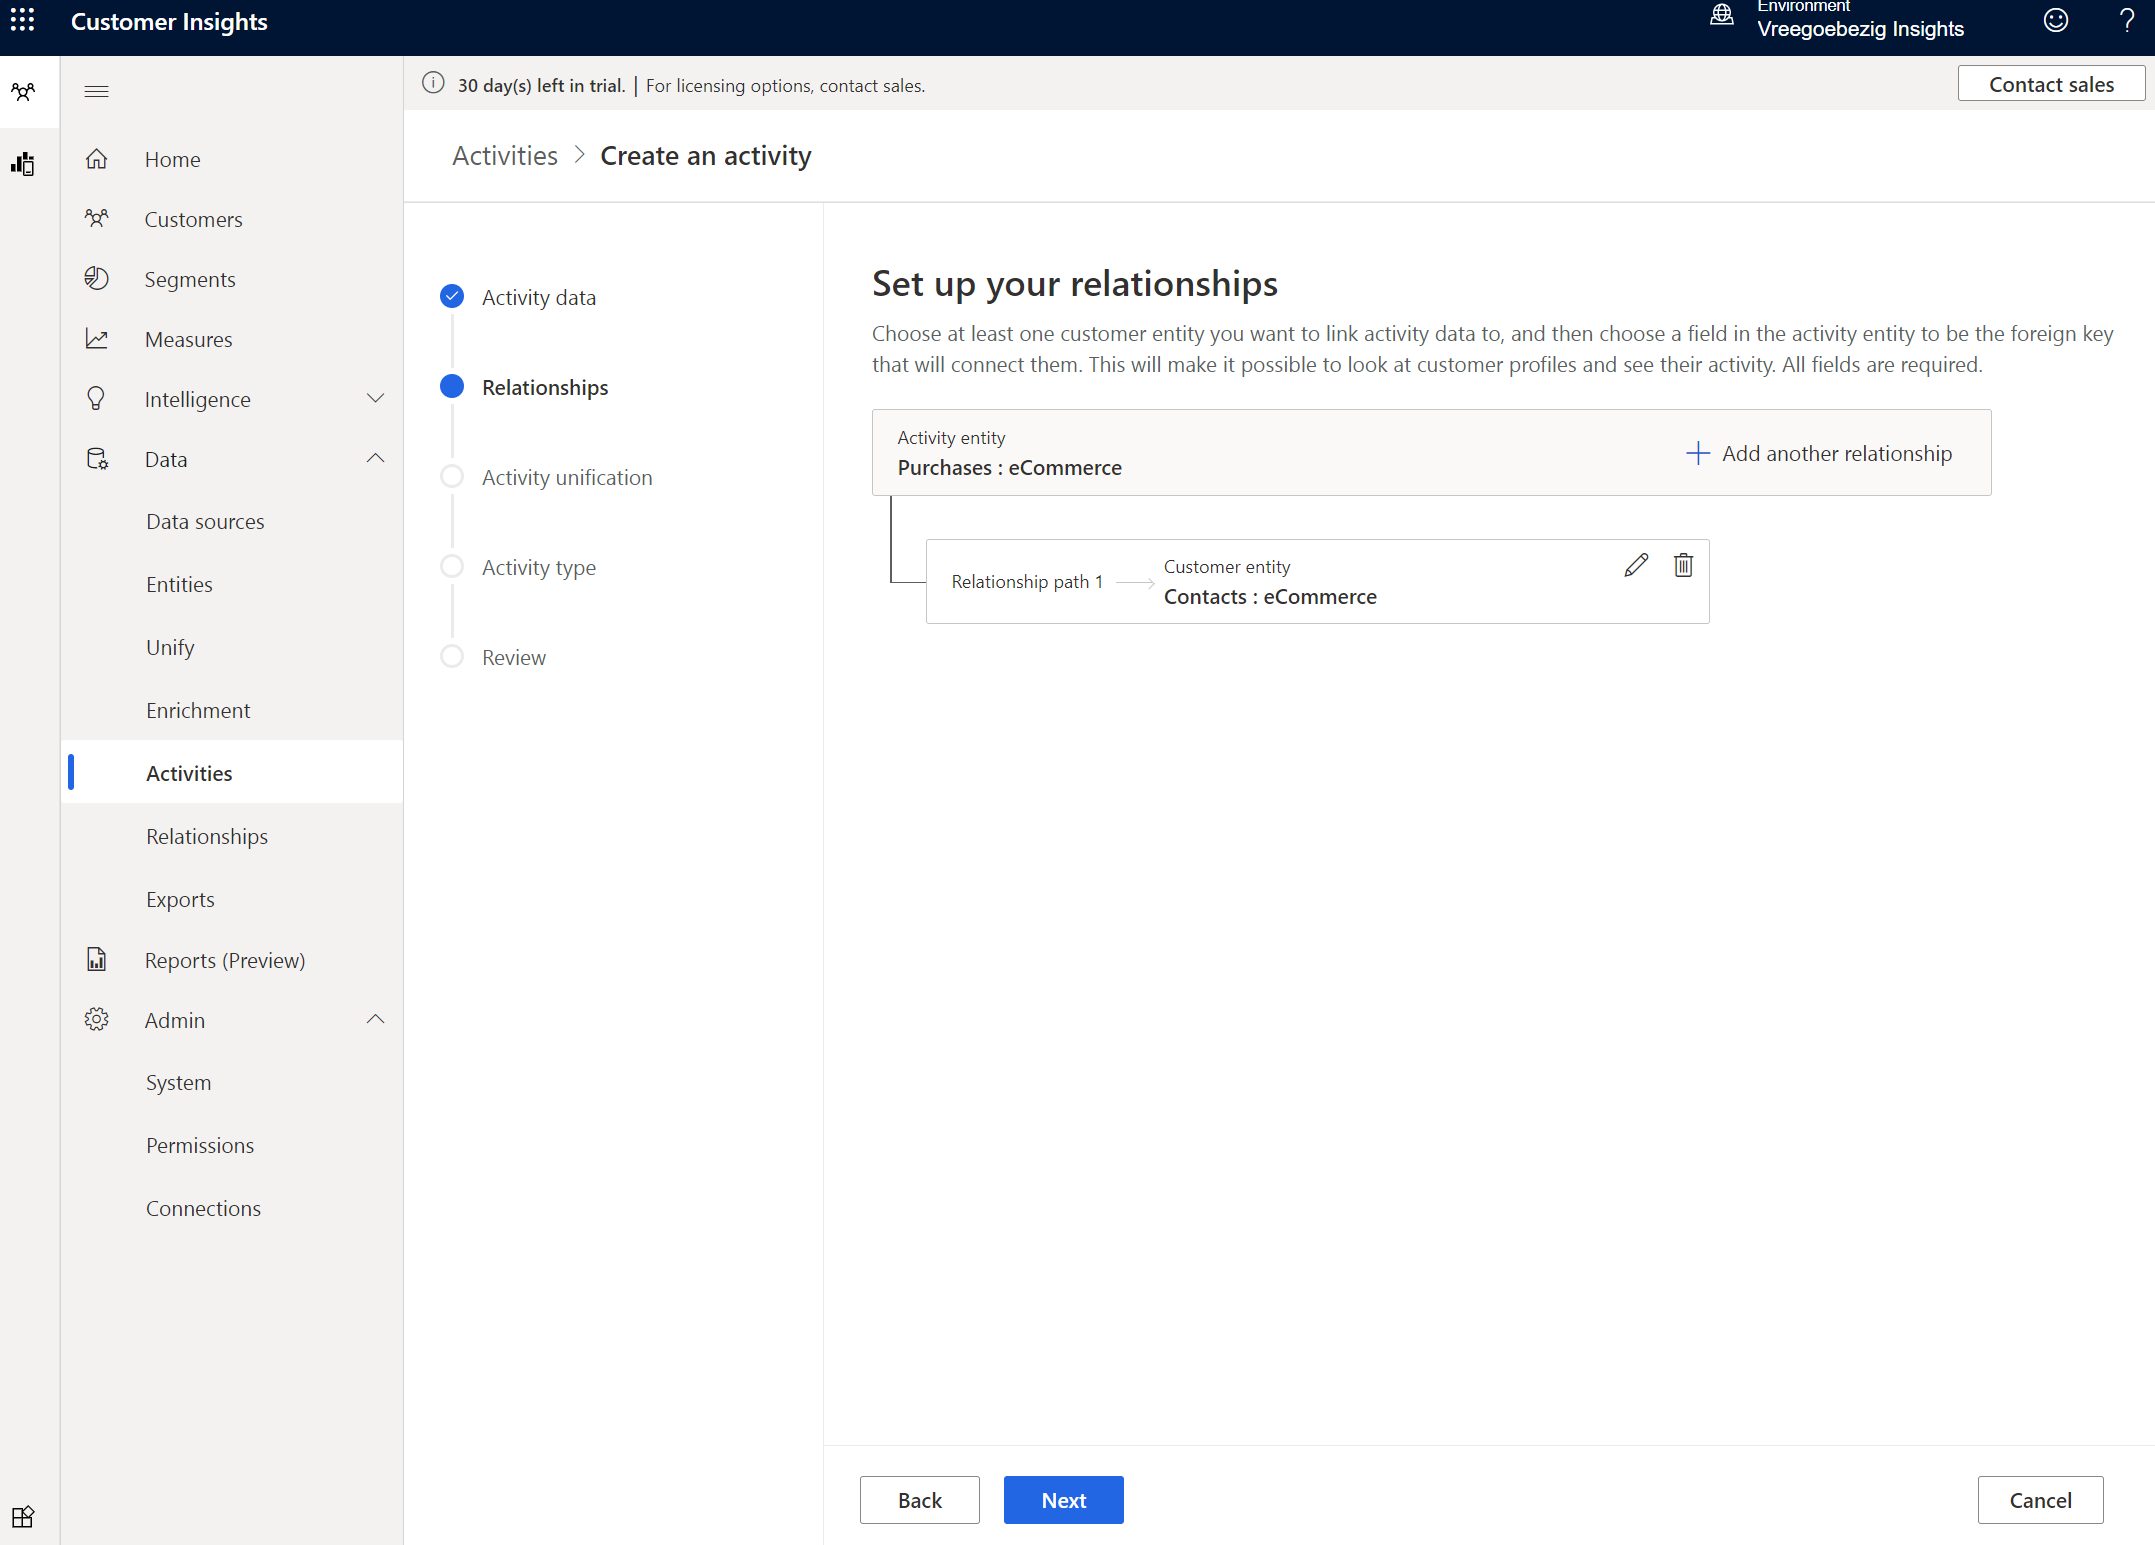 Customer Insights
Environment
Vreegoebezig Insights
?
30 day(s) left in trial. | For licensing options, contact sales.
Contact sales
Home
Customers
Segments
Measures
Intelligence
Data
Data sources
Entities
Unify
Enrichment
Activities
Relationships
Exports
Reports (Preview)
Admin
System
Permissions
Connections
Activities > Create an activity
Activity data
Relationships
Activity unification
Activity type
Review
Set up your relationships
Choose at least one customer entity you want to link activity data to, and then choose a field in the activity entity to be the foreign key
that will connect them. This will make it possible to look at customer profiles and see their activity. All fields are required.
Activity entity
Purchases : eCommerce
Add another relationship
Relationship path 1
Customer entity
Contacts : eCommerce
Back
Next
Cancel